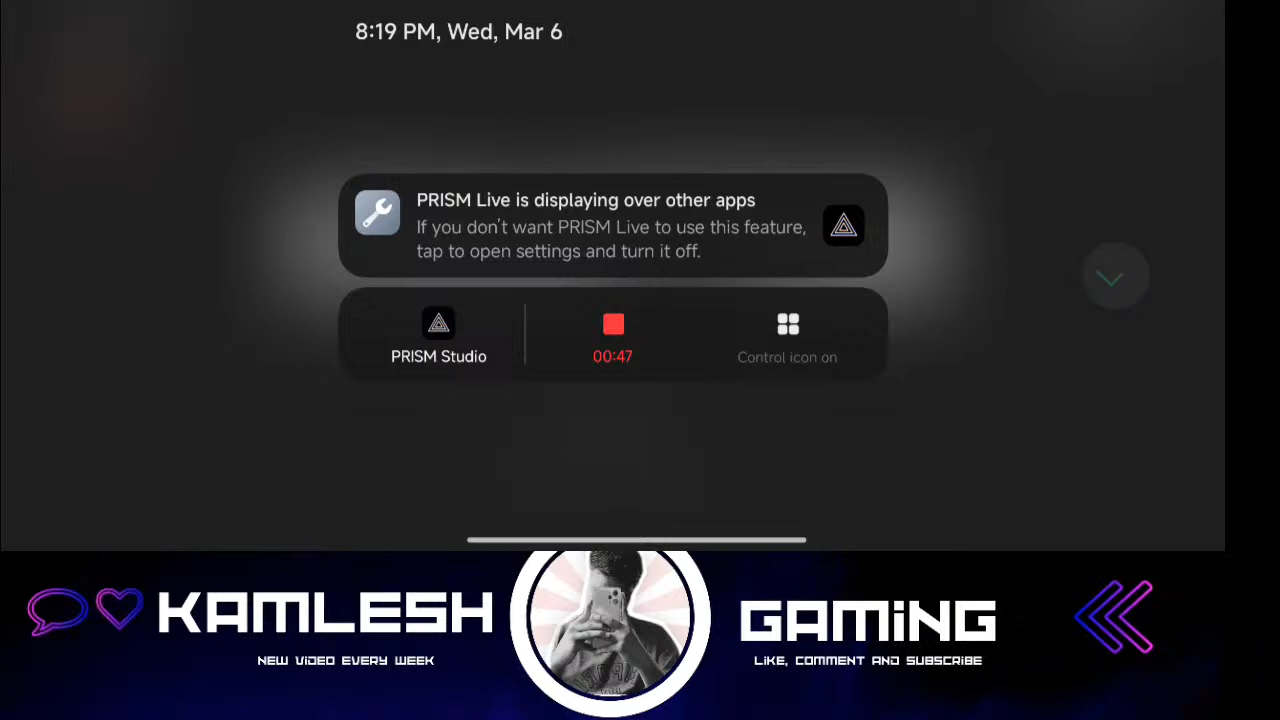 8:19 PM, Wed, Mar 6
PRISM Live is displaying over other apps
If you don't want PRISM Live to use this feature,
tap to open settings and turn it off.
PRISM Studio
00:47
Control icon on
KAMLESH
GAMING
NEW VIDEO EVERY WEEK
LIKE, COMMENT AND SUBSCRIBE